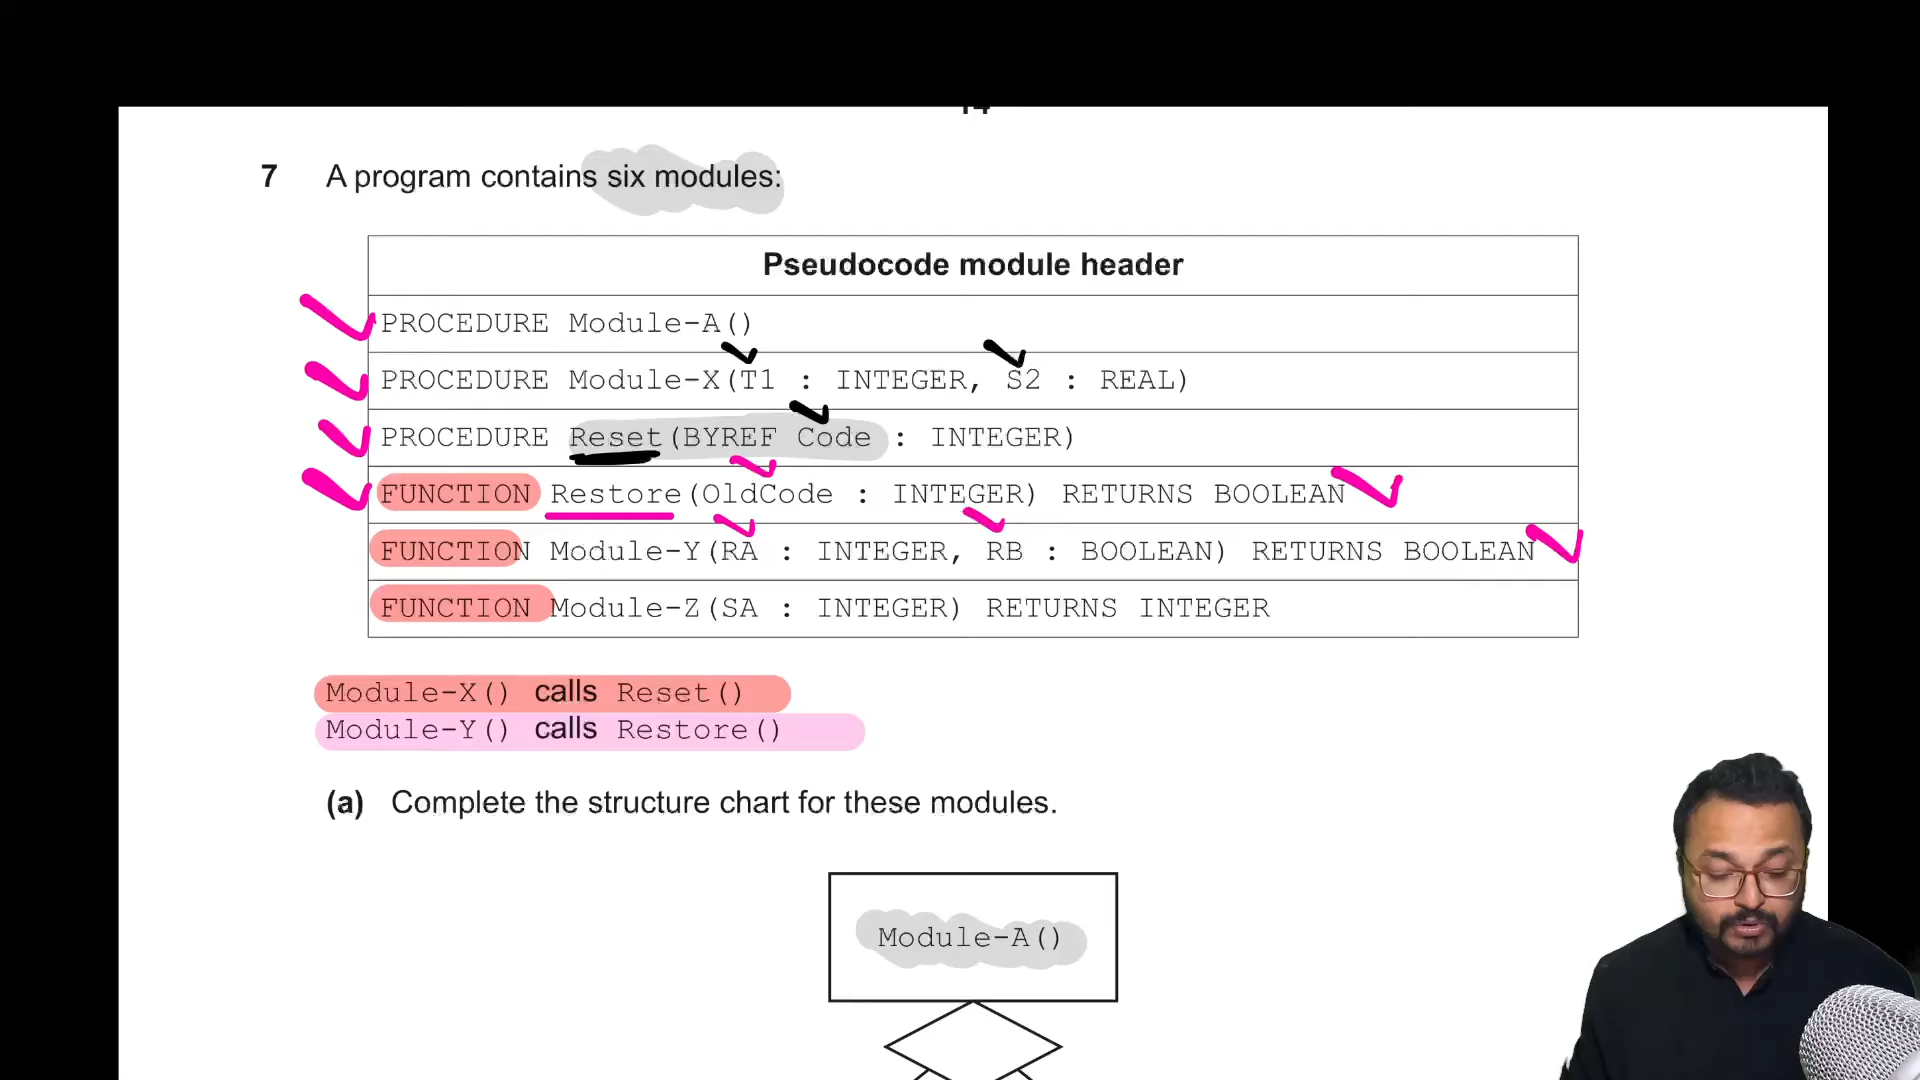 7 A program contains six modules:
Pseudocode module header
PROCEDURE Module-A()
PROCEDURE Module-X(T1 : INTEGER, S2 : REAL)
PROCEDURE Reset(BYREF Code : INTEGER)
FUNCTION Restore(OldCode : INTEGER) RETURNS BOOLEAN
FUNCTION Module-Y(RA : INTEGER, RB : BOOLEAN) RETURNS BOOLEAN
FUNCTION Module-Z(SA : INTEGER) RETURNS INTEGER
Module-X() calls Reset()
Module-Y() calls Restore()
(a) Complete the structure chart for these modules.
Module-A()